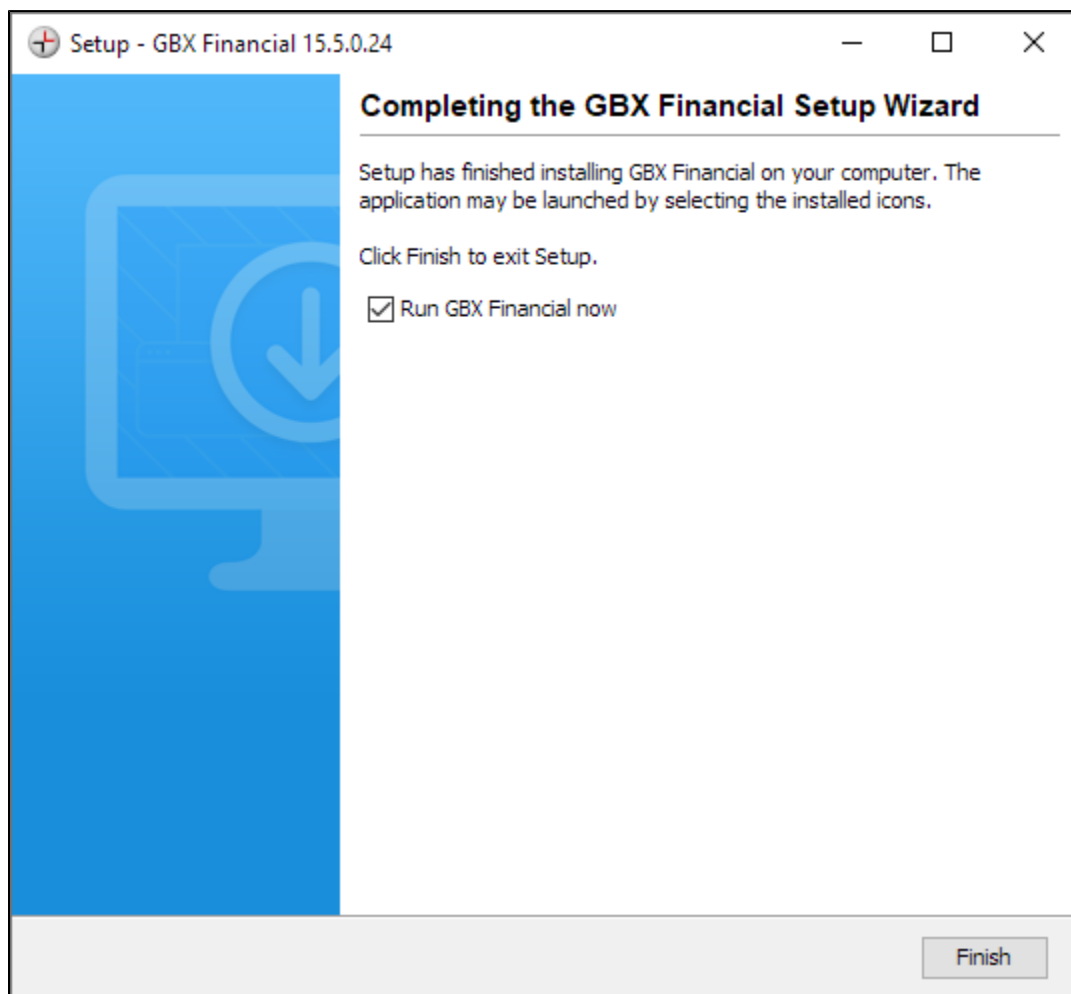 Setup - GBX Financial 15.5.0.24
Completing the GBX Financial Setup Wizard
Setup has finished installing GBX Financial on your computer. The
application may be launched by selecting the installed icons.
Click Finish to exit Setup.
Run GBX Financial now
Finish